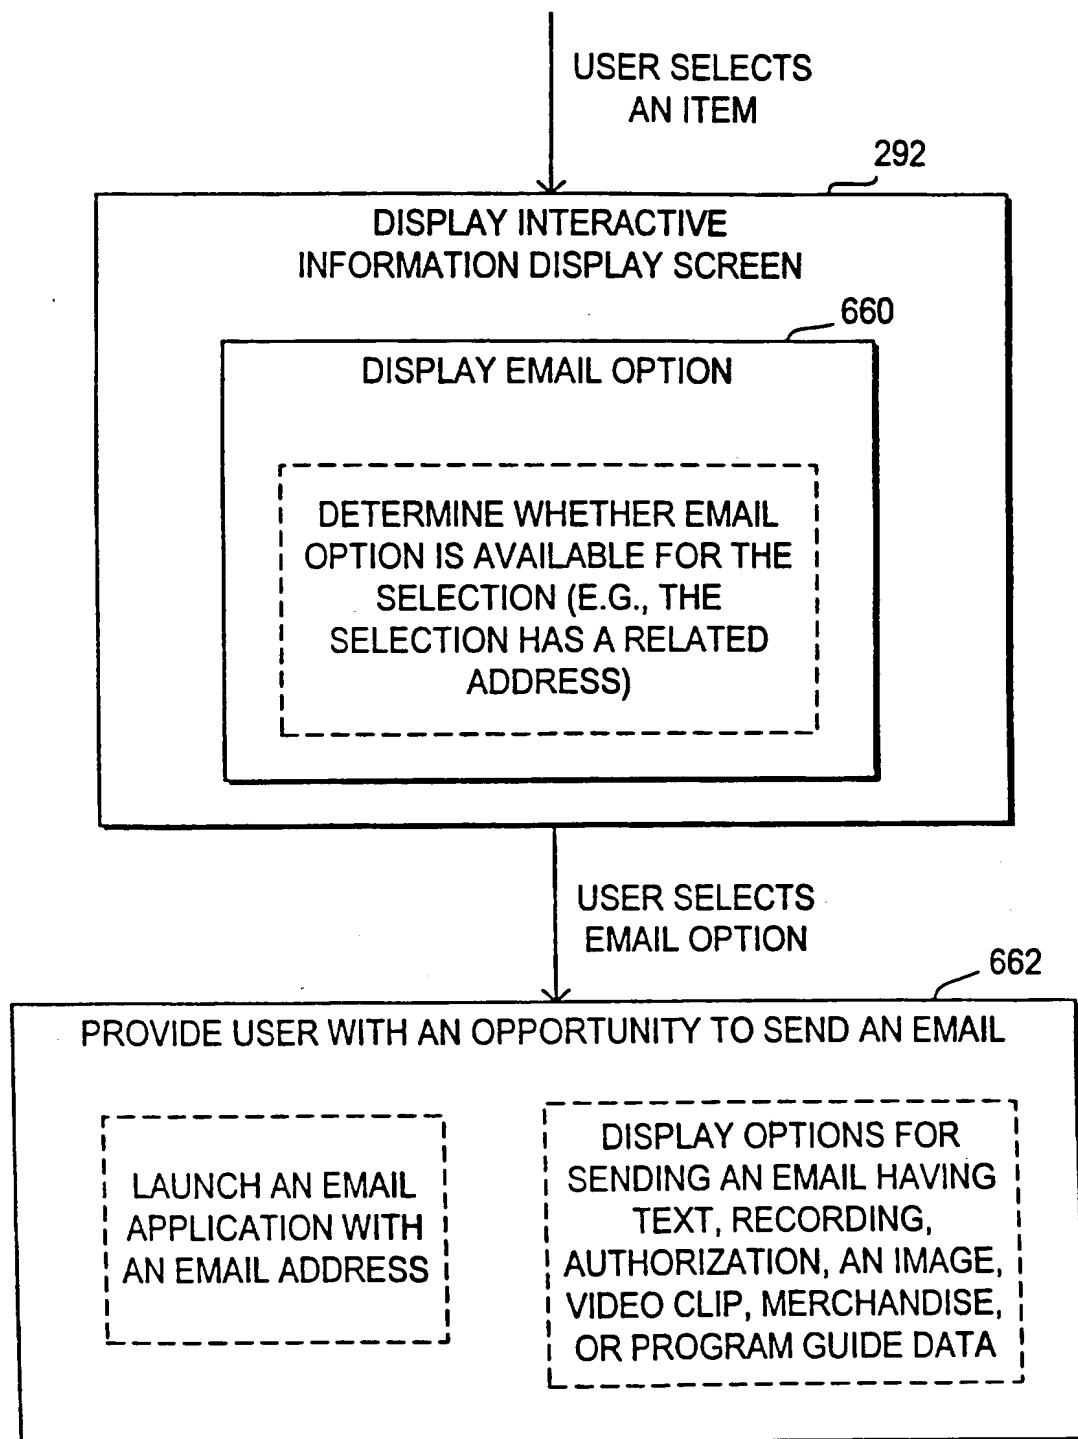 USER SELECTS
AN ITEM
292
DISPLAY INTERACTIVE
INFORMATION DISPLAY SCREEN
660
DISPLAY EMAIL OPTION
DETERMINE WHETHER EMAIL
OPTION IS AVAILABLE FOR THE
SELECTION (E.G., THE
SELECTION HAS A RELATED
ADDRESS)
USER SELECTS
EMAIL OPTION
662
PROVIDE USER WITH AN OPPORTUNITY TO SEND AN EMAIL
LAUNCH AN EMAIL
APPLICATION WITH
AN EMAIL ADDRESS
DISPLAY OPTIONS FOR
SENDING AN EMAIL HAVING
TEXT, RECORDING,
AUTHORIZATION, AN IMAGE,
VIDEO CLIP, MERCHANDISE,
OR PROGRAM GUIDE DATA